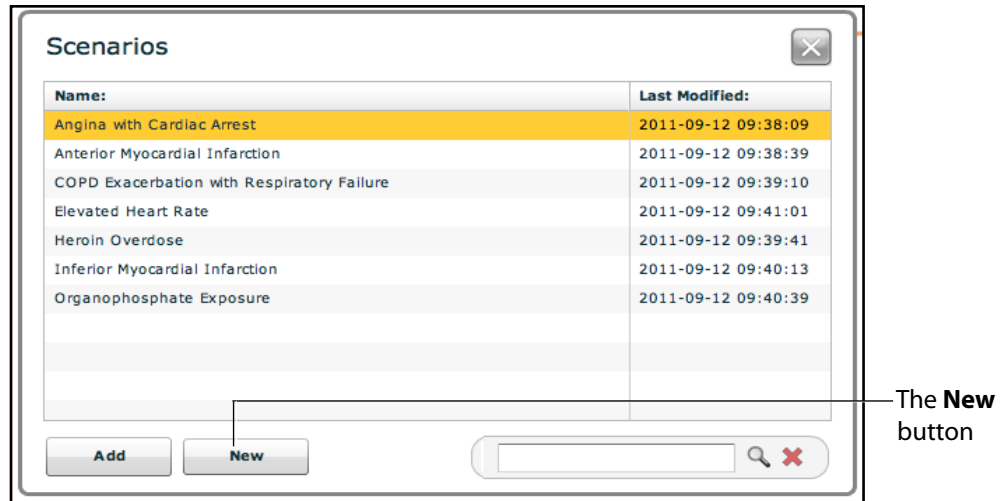 Scenarios
Name: Last Modified:
Angina with Cardiac Arrest 2011-09-12 09:38:09
Anterior Myocardial Infarction 2011-09-12 09:38:39
COPD Exacerbation with Respiratory Failure 2011-09-12 09:39:10
Elevated Heart Rate 2011-09-12 09:41:01
Heroin Overdose 2011-09-12 09:39:41
Inferior Myocardial Infarction 2011-09-12 09:40:13
Organophosphate Exposure 2011-09-12 09:40:39
The New
button
Add New